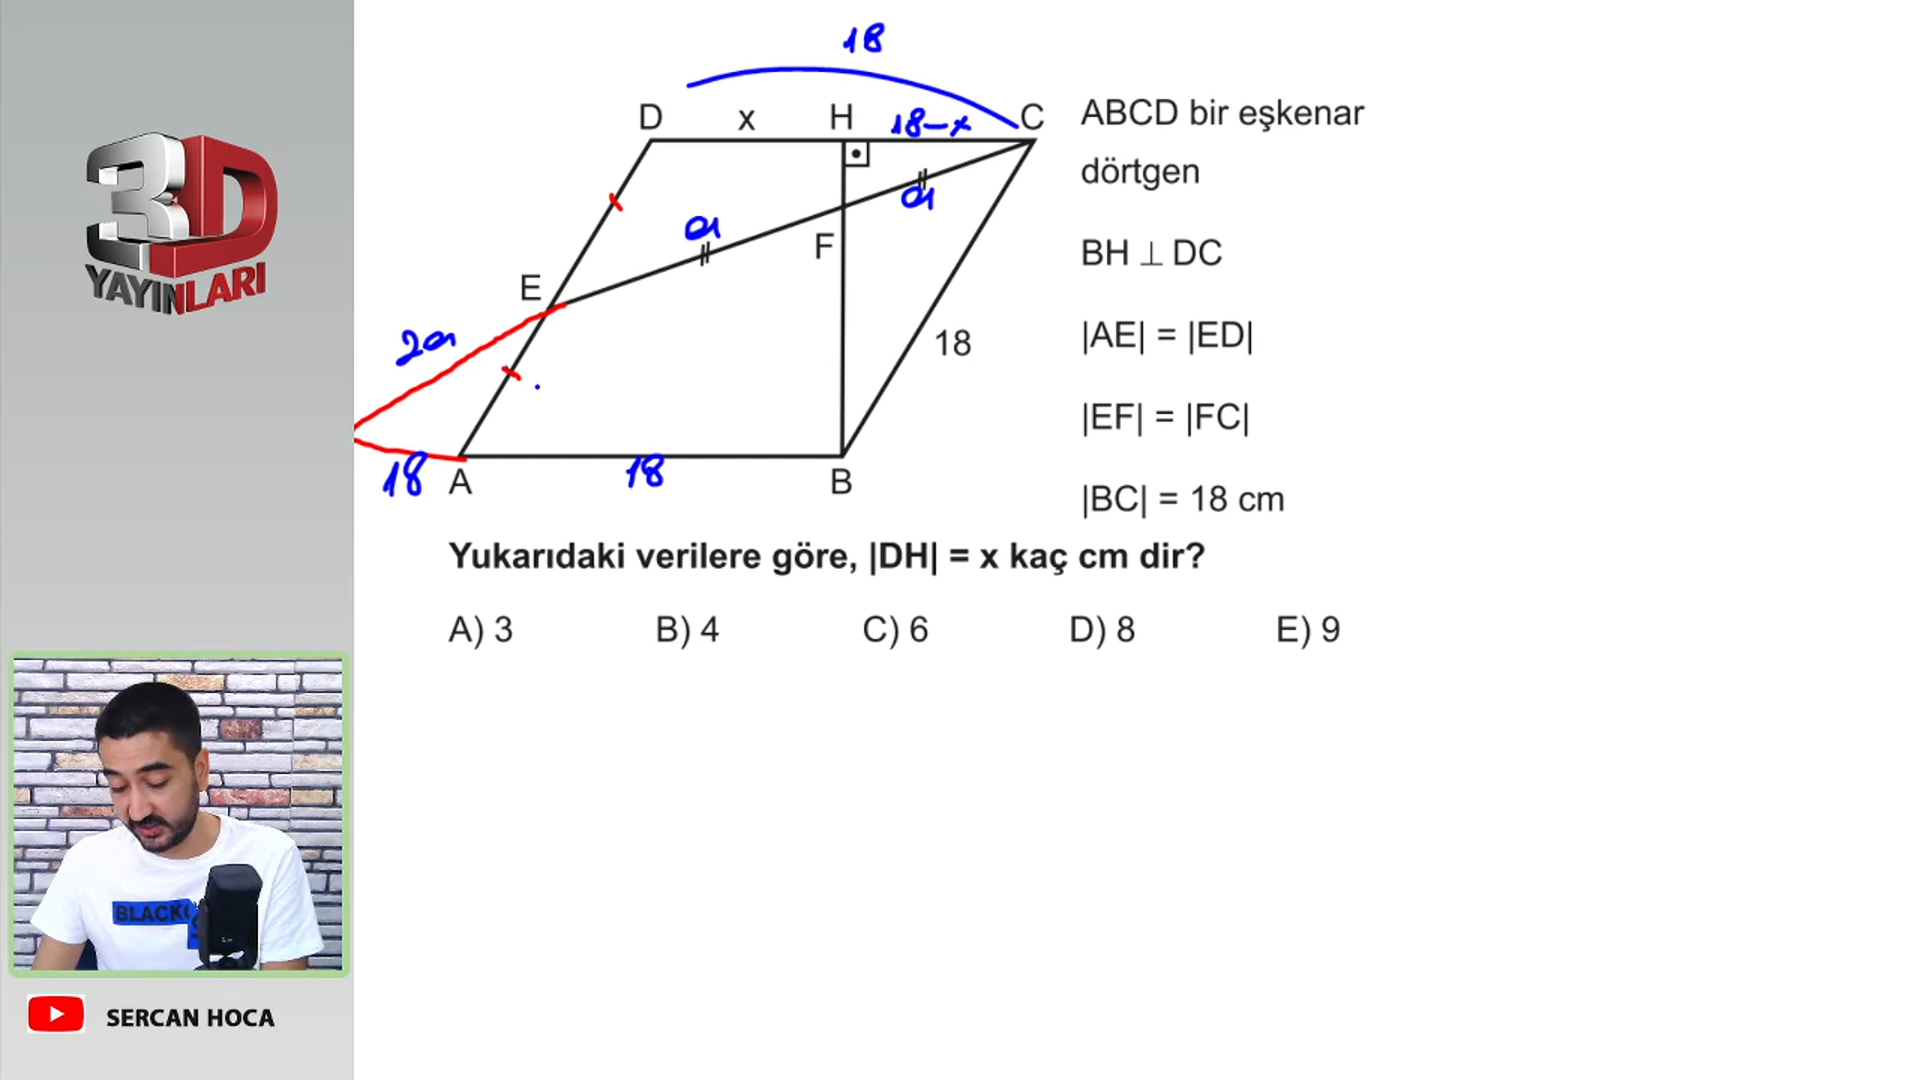 18
D x H 18-x C
a
a
F
E
2a
18
18 A 18 B
ABCD bir eşkenar
dörtgen
BH ⊥ DC
|AE| = |ED|
|EF| = |FC|
|BC| = 18 cm
Yukarıdaki verilere göre, |DH| = x kaç cm dir?
A) 3 B) 4 C) 6 D) 8 E) 9
3D
YAYINLARI
BLACK
SERCAN HOCA